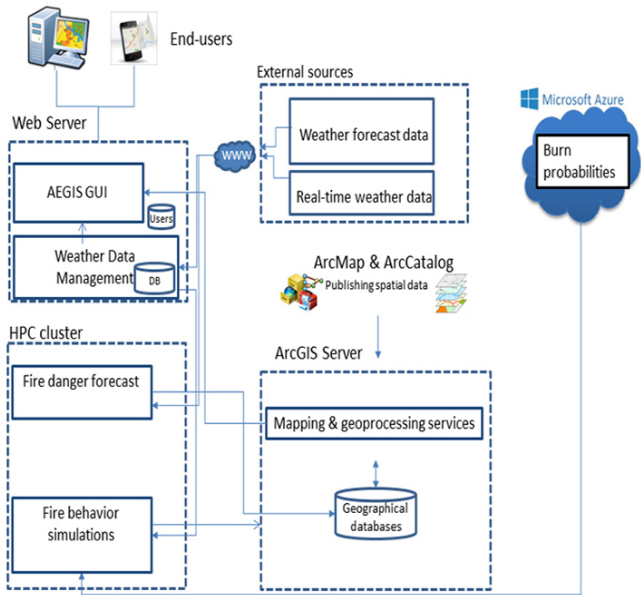 End-users
Web Server
AEGIS GUI
Users
Weather Data
Management
DB
External sources
Weather forecast data
Real-time weather data
WWW
Microsoft Azure
Burn
probabilities
ArcMap & ArcCatalog
Publishing spatial data
HPC cluster
Fire danger forecast
Fire behavior
simulations
ArcGIS Server
Mapping & geoprocessing services
Geographical
databases